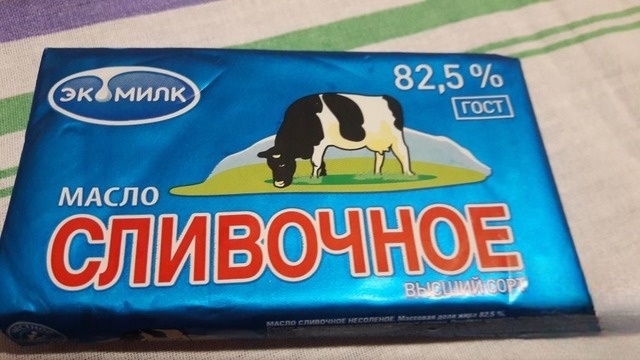 ЭКОМИЛК
82,5 %
ГОСТ
МАСЛО
СЛИВОЧНОЕ
ВЫСШИЙ СОРТ
МАСЛО СЛИВОЧНОЕ НЕСОЛЕНОЕ. Массовая доля жира 82,5 %.